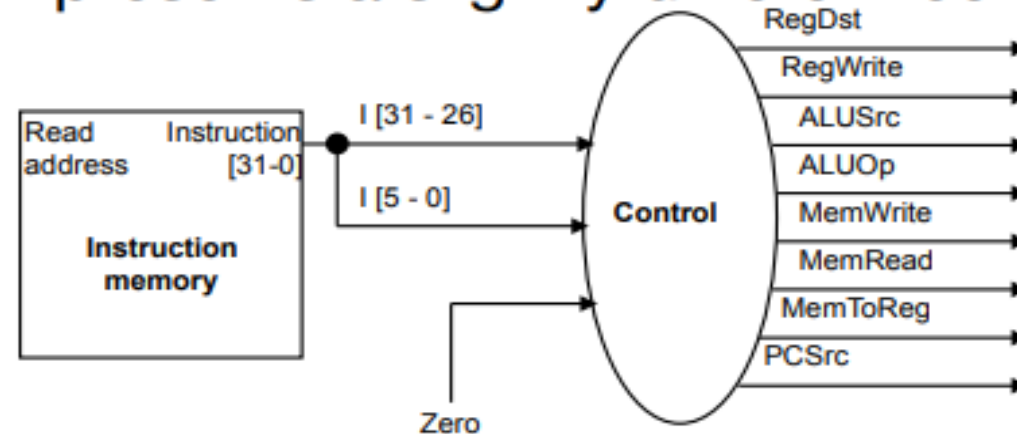 RegDst
RegWrite
I [31 - 26]
ALUSrc
Read address
Instruction [31-0]
ALUOp
I [5 - 0]
Control
MemWrite
Instruction memory
MemRead
MemToReg
PCSrc
Zero